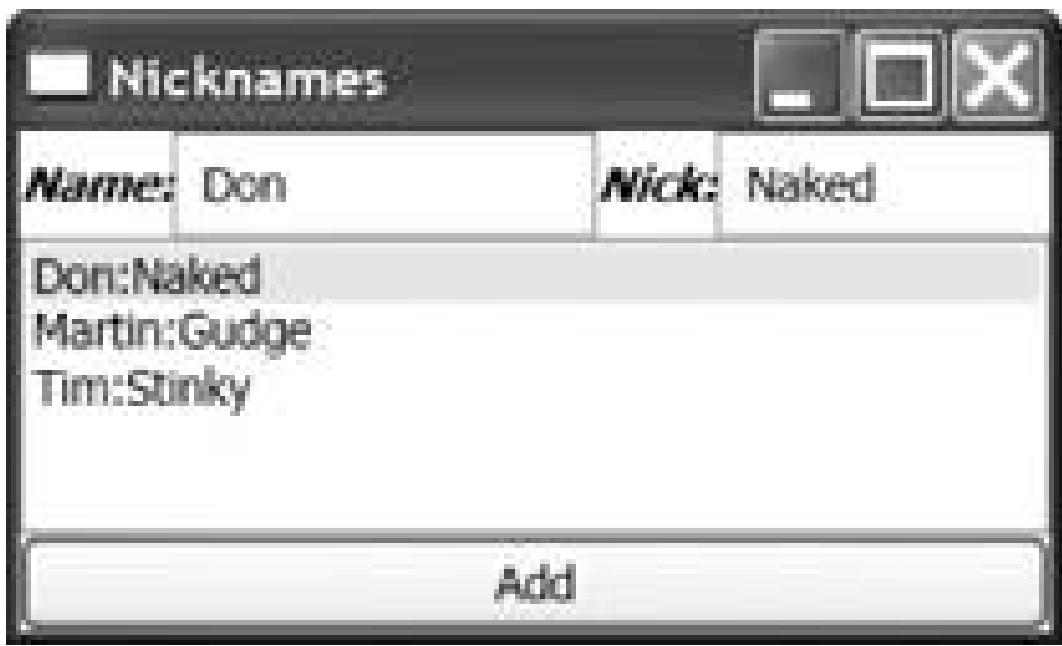 Nicknames
Name: Don Nick: Naked
Don:Naked
Martin:Gudge
Tim:Stinky
Add